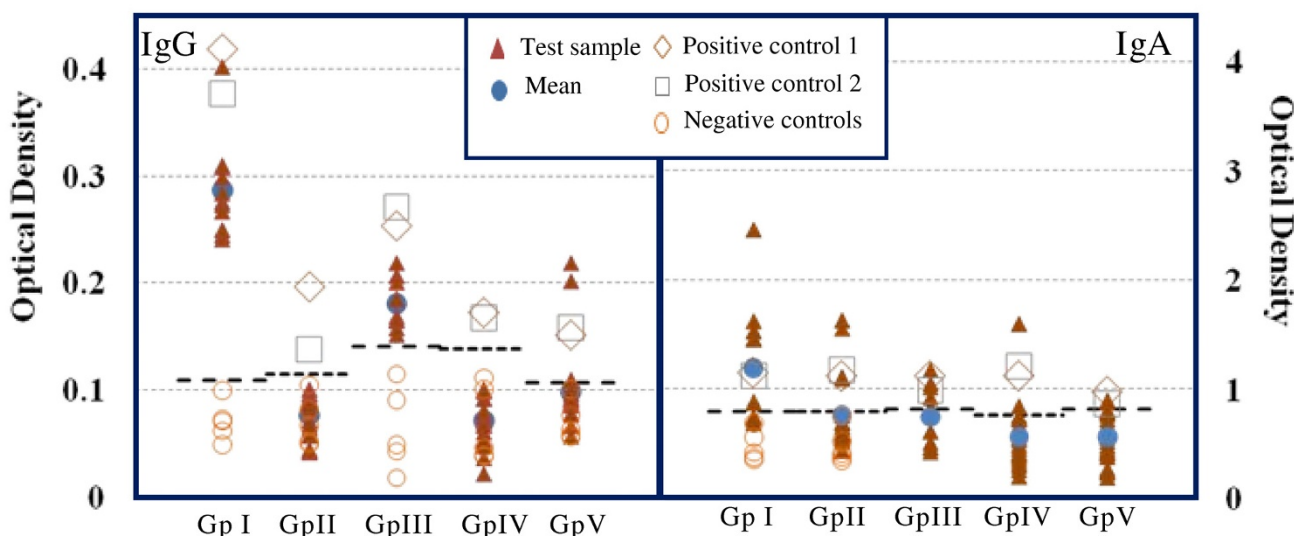 IgG
IgA
Test sample
Positive control 1
Mean
Positive control 2
Negative controls
Optical Density
0.4
0.3
0.2
0.1
0
4
3
2
1
0
Optical Density
Gp I GpII GpIII GpIV GpV
Gp I GpII GpIII GpIV GpV